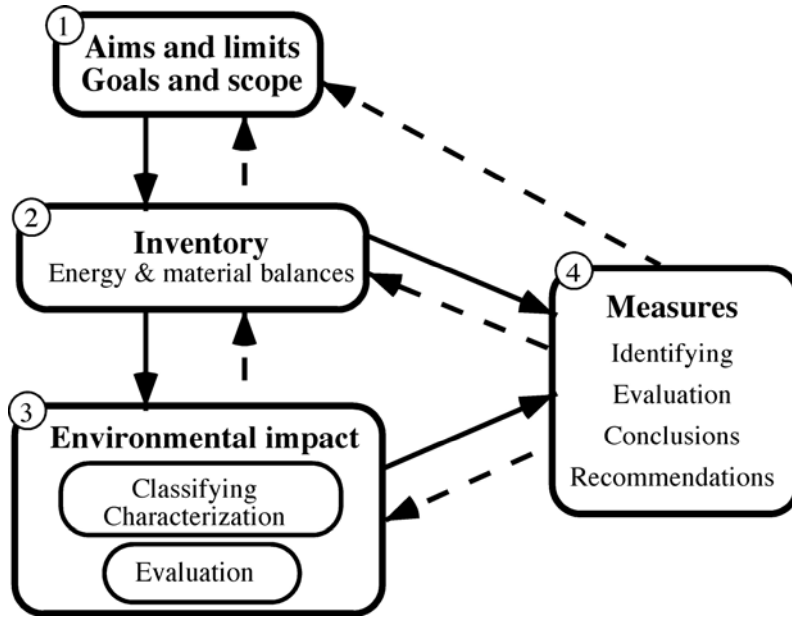 1
Aims and limits
Goals and scope
2
Inventory
Energy & material balances
3
Environmental impact
Classifying
Characterization
Evaluation
4
Measures
Identifying
Evaluation
Conclusions
Recommendations